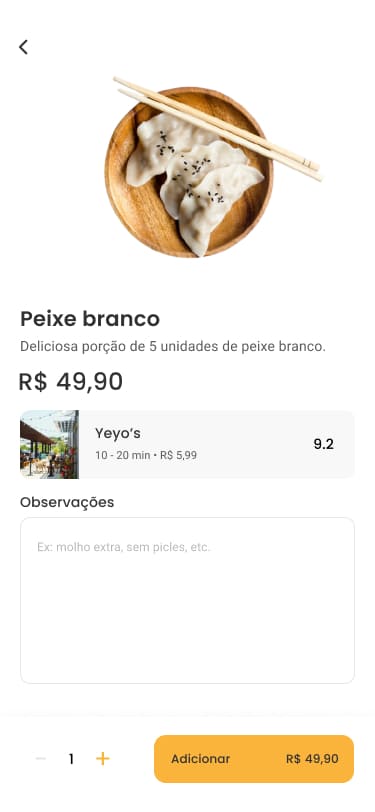 Peixe branco
Deliciosa porção de 5 unidades de peixe branco.
R$ 49,90
Yeyo’s
10 - 20 min • R$ 5,99
9.2
Observações
Ex: molho extra, sem picles, etc.
1
Adicionar R$ 49,90